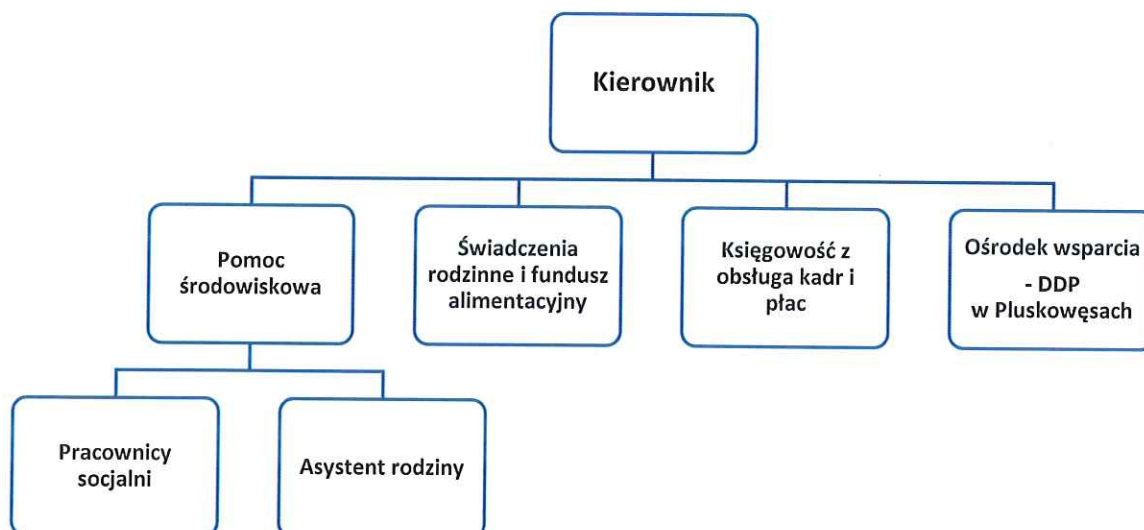 Kierownik
Pomoc
środowiskowa
Świadczenia
rodzinne i fundusz
alimentacyjny
Księgowość z
obsługa kadr i
płac
Ośrodek wsparcia
- DDP
w Pluskowęsach
Pracownicy
socjalni
Asystent rodziny